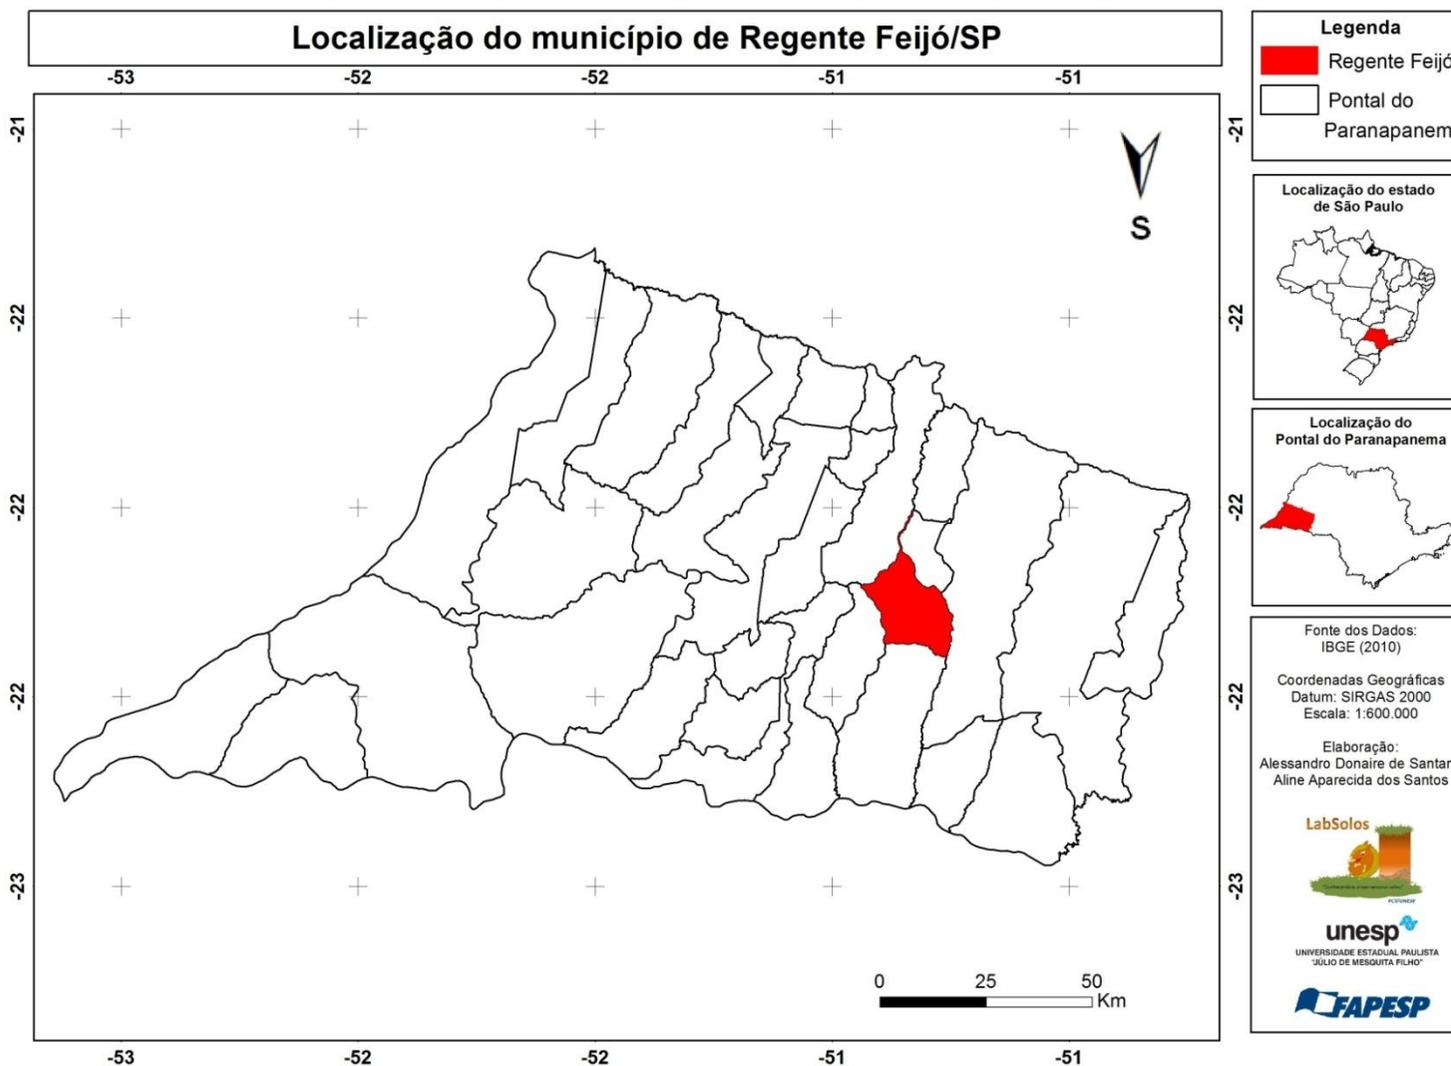 Localização do município de Regente Feijó/SP
-53 -52 -52 -51 -51
-21 -21
S
-22 -22
-22 -22
-22 -22
-23 -23
0 25 50
Km
-53 -52 -52 -51 -51
Legenda
Regente Feijó
Pontal do
Paranapanem
Localização do estado
de São Paulo
Localização do
Pontal do Paranapanema
Fonte dos Dados:
IBGE (2010)
Coordenadas Geográficas
Datum: SIRGAS 2000
Escala: 1:600.000
Elaboração:
Alessandro Donaire de Santan
Aline Aparecida dos Santos
LabSolos
unesp
UNIVERSIDADE ESTADUAL PAULISTA
"JÚLIO DE MESQUITA FILHO"
FAPESP